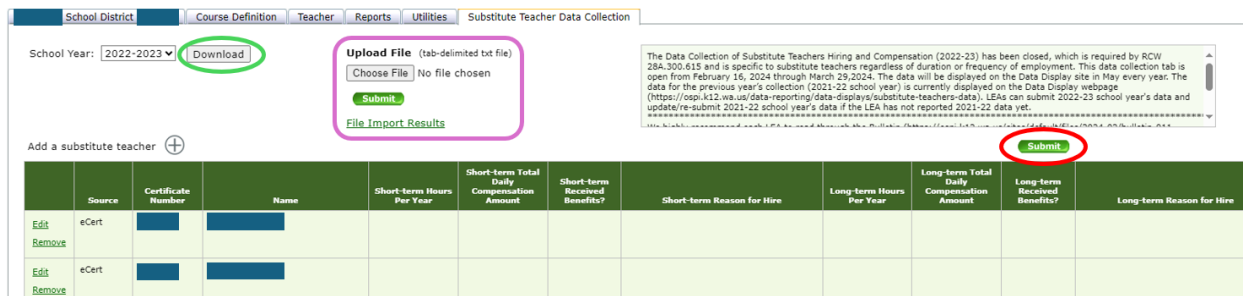 School District
Course Definition
Teacher
Reports
Utilities
Substitute Teacher Data Collection
School Year: 2022-2023 Download
Upload File (tab-delimited txt file)
Choose File No file chosen
Submit
File Import Results
The Data Collection of Substitute Teachers Hiring and Compensation (2022-23) has been closed, which is required by RCW
28A.300.615 and is specific to substitute teachers regardless of duration or frequency of employment. This data collection tab is
open from February 16, 2024 through March 29,2024. The data will be displayed on the Data Display site in May every year. The
data for the previous year's collection (2021-22 school year) is currently displayed on the Data Display webpage
(https://ospi.k12.wa.us/data-reporting/data-displays/substitute-teachers-data). LEAs can submit 2022-23 school year's data and
update/re-submit 2021-22 school year's data if the LEA has not reported 2021-22 data yet.
Add a substitute teacher
Submit
Source
Certificate
Number
Name
Short-term Hours
Per Year
Short-term Total
Daily
Compensation
Amount
Short-term
Received
Benefits?
Short-term Reason for Hire
Long-term Hours
Per Year
Long-term Total
Daily
Compensation
Amount
Long-term
Received
Benefits?
Long-term Reason for Hire
Edit eCert
Remove
Edit eCert
Remove